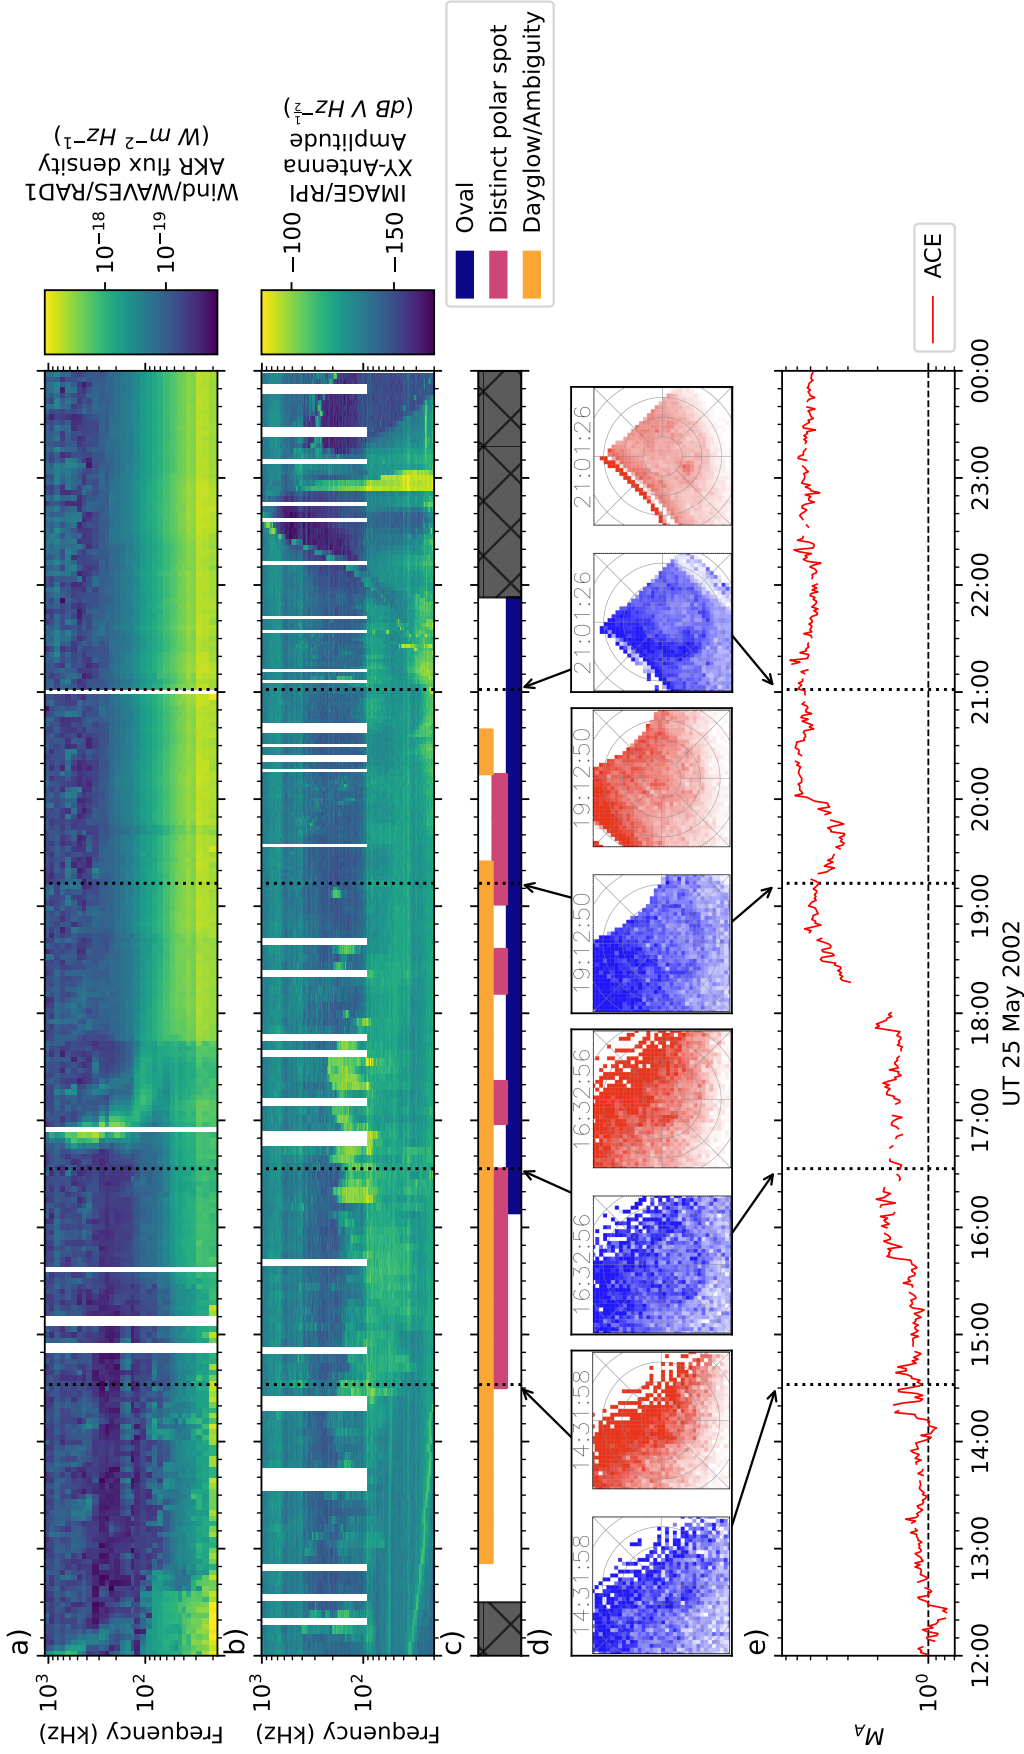 a)
Frequency (kHz)
10³
10²
Wind/WAVES/RAD1
AKR flux density
(W m⁻² Hz⁻¹)
10⁻¹⁸
10⁻¹⁹
b)
Frequency (kHz)
10³
10²
IMAGE/RPI
XY-Antenna
Amplitude
(dB V Hz^{-1/2})
−100
−150
c)
Oval
Distinct polar spot
Dayglow/Ambiguity
d)
14:31:58
14:31:58
16:32:56
16:32:56
19:12:50
19:12:50
21:01:26
21:01:26
e)
M_A
10⁰
ACE
12:00 13:00 14:00 15:00 16:00 17:00 18:00 19:00 20:00 21:00 22:00 23:00 00:00
UT 25 May 2002